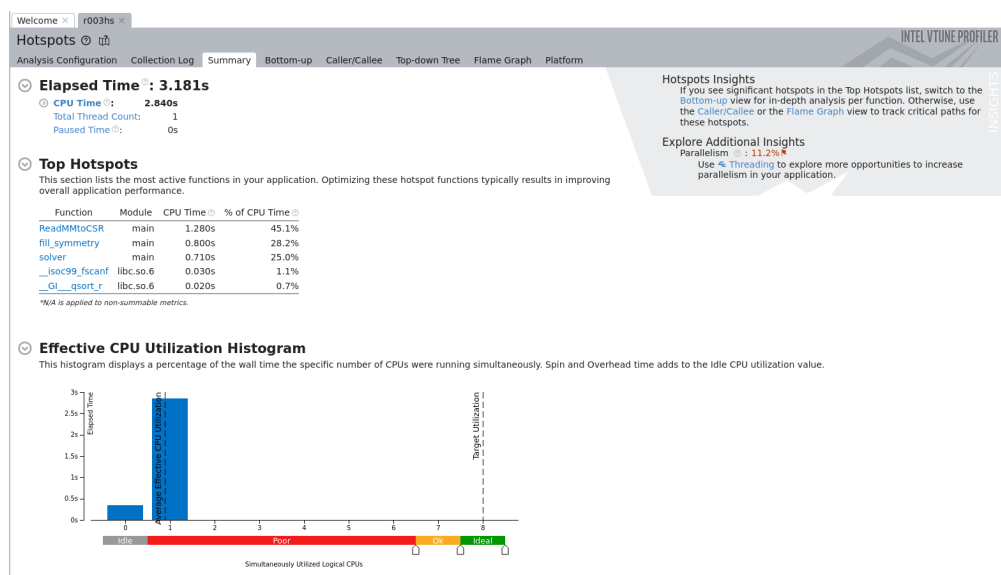 Welcome ×
r003hs ×
Hotspots
INTEL VTUNE PROFILER
Analysis Configuration Collection Log Summary Bottom-up Caller/Callee Top-down Tree Flame Graph Platform
Elapsed Time : 3.181s
CPU Time : 2.840s
Total Thread Count: 1
Paused Time : 0s
Top Hotspots
This section lists the most active functions in your application. Optimizing these hotspot functions typically results in improving
overall application performance.
Function Module CPU Time % of CPU Time
ReadMMtoCSR main 1.280s 45.1%
fill_symmetry main 0.800s 28.2%
solver main 0.710s 25.0%
__isoc99_fscanf libc.so.6 0.030s 1.1%
__GI___qsort_r libc.so.6 0.020s 0.7%
*N/A is applied to non-summable metrics.
Hotspots Insights
If you see significant hotspots in the Top Hotspots list, switch to the
Bottom-up view for in-depth analysis per function. Otherwise, use
the Caller/Callee or the Flame Graph view to track critical paths for
these hotspots.
Explore Additional Insights
Parallelism : 11.2%
Use Threading to explore more opportunities to increase
parallelism in your application.
INSIGHTS
Effective CPU Utilization Histogram
This histogram displays a percentage of the wall time the specific number of CPUs were running simultaneously. Spin and Overhead time adds to the Idle CPU utilization value.
3s
2.5s
2s
1.5s
1s
0.5s
0s
Elapsed Time
Average Effective CPU Utilization
Target Utilization
0 1 2 3 4 5 6 7 8
Idle Poor Ok Ideal
Simultaneously Utilized Logical CPUs